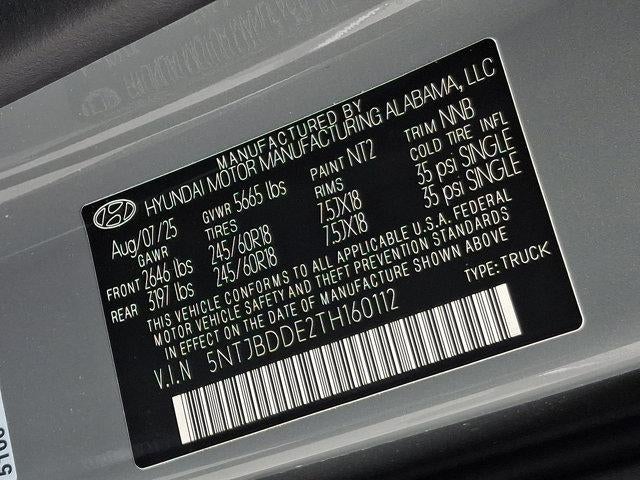 MANUFACTURED BY
HYUNDAI MOTOR MANUFACTURING ALABAMA, LLC
Aug/07/25 GVWR 5665 lbs PAINT NT2 TRIM NNB
GAWR TIRES RIMS COLD TIRE INFL
FRONT 2646 lbs 245/60R18 7.5JX18 35 psi SINGLE
REAR 3197 lbs 245/60R18 7.5JX18 35 psi SINGLE
THIS VEHICLE CONFORMS TO ALL APPLICABLE U.S.A. FEDERAL
MOTOR VEHICLE SAFETY AND THEFT PREVENTION STANDARDS
IN EFFECT ON THE DATE OF MANUFACTURE SHOWN ABOVE
V.I.N 5NTJBDDE2TH160112 TYPE: TRUCK